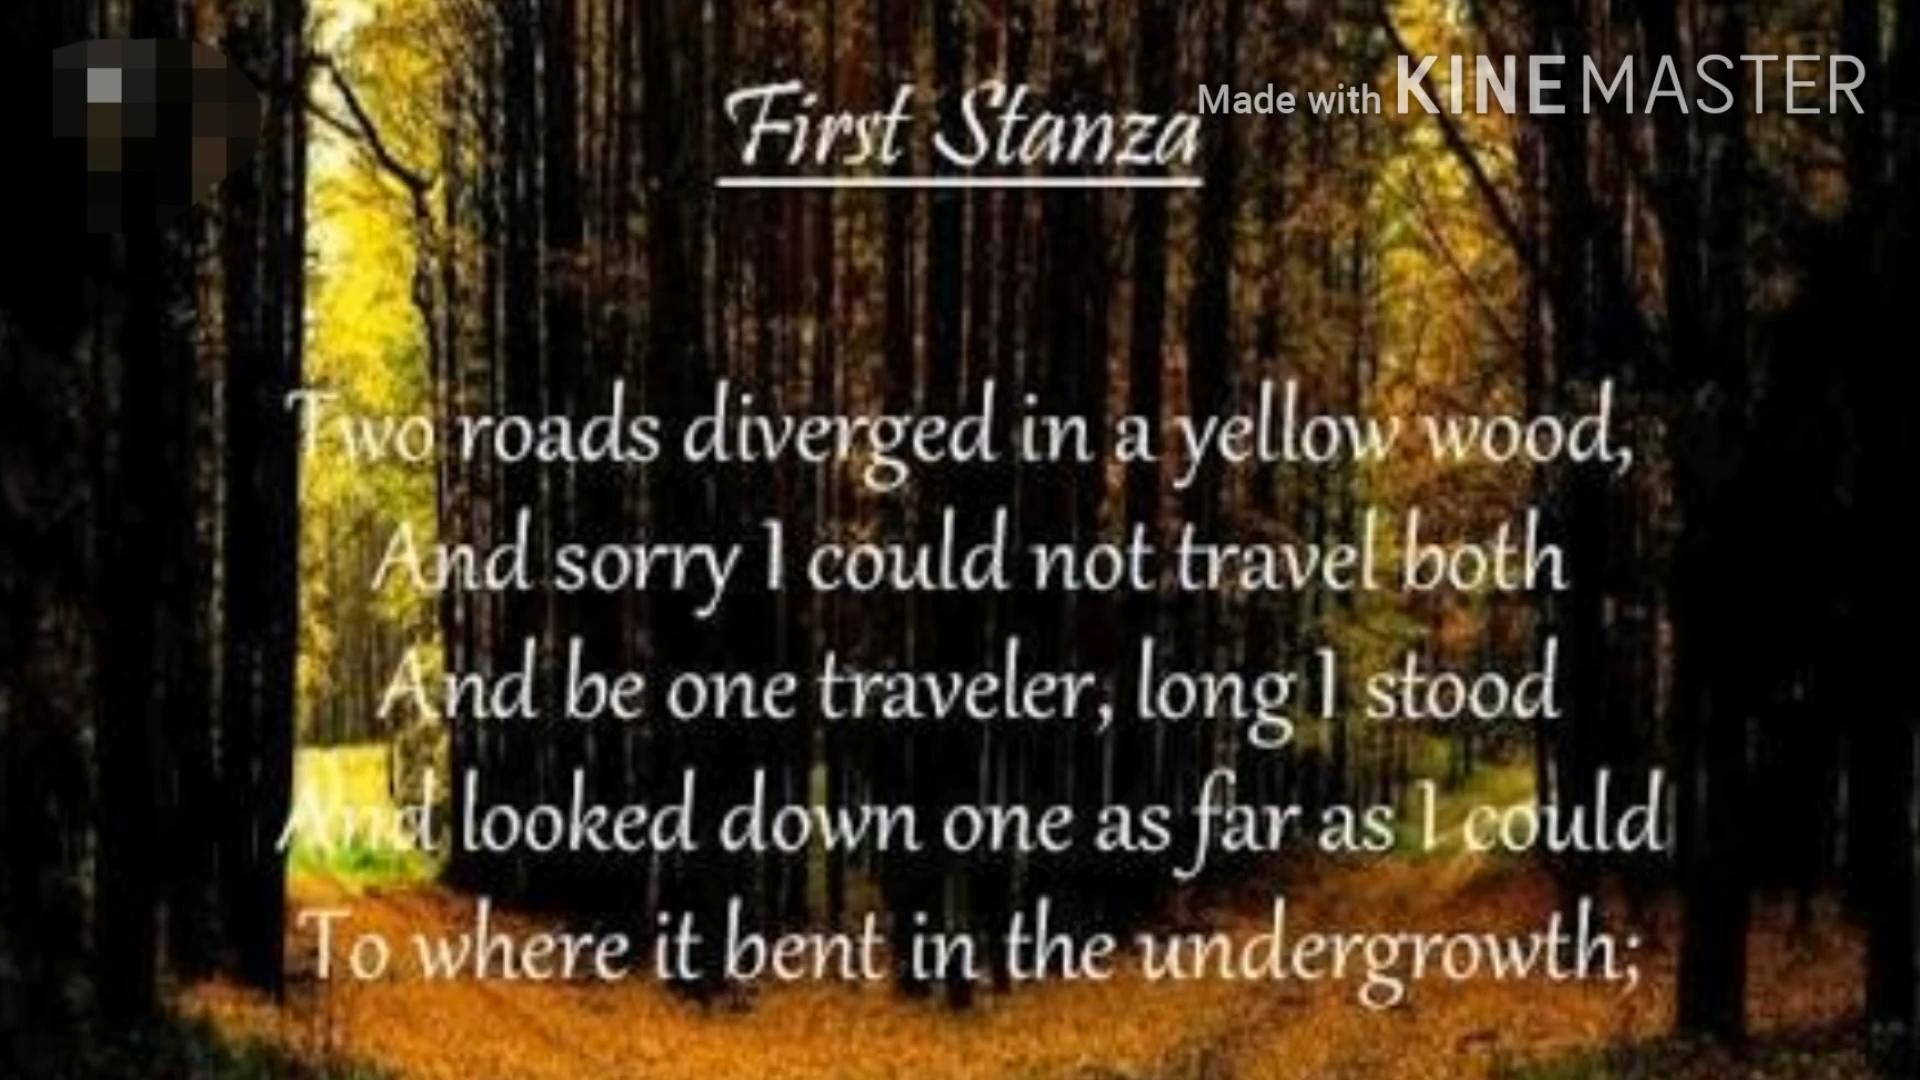 First Stanza
Made with KINEMASTER
Two roads diverged in a yellow wood,
And sorry I could not travel both
And be one traveler, long I stood
And looked down one as far as I could
To where it bent in the undergrowth;